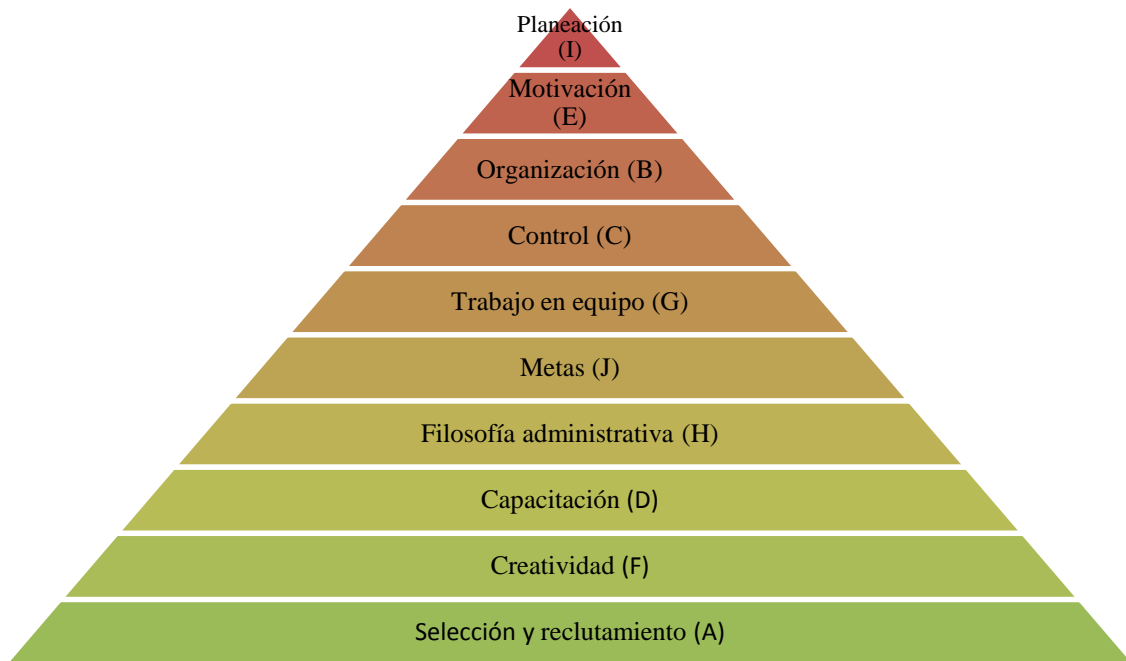 Planeación
(I)
Motivación
(E)
Organización (B)
Control (C)
Trabajo en equipo (G)
Metas (J)
Filosofía administrativa (H)
Capacitación (D)
Creatividad (F)
Selección y reclutamiento (A)